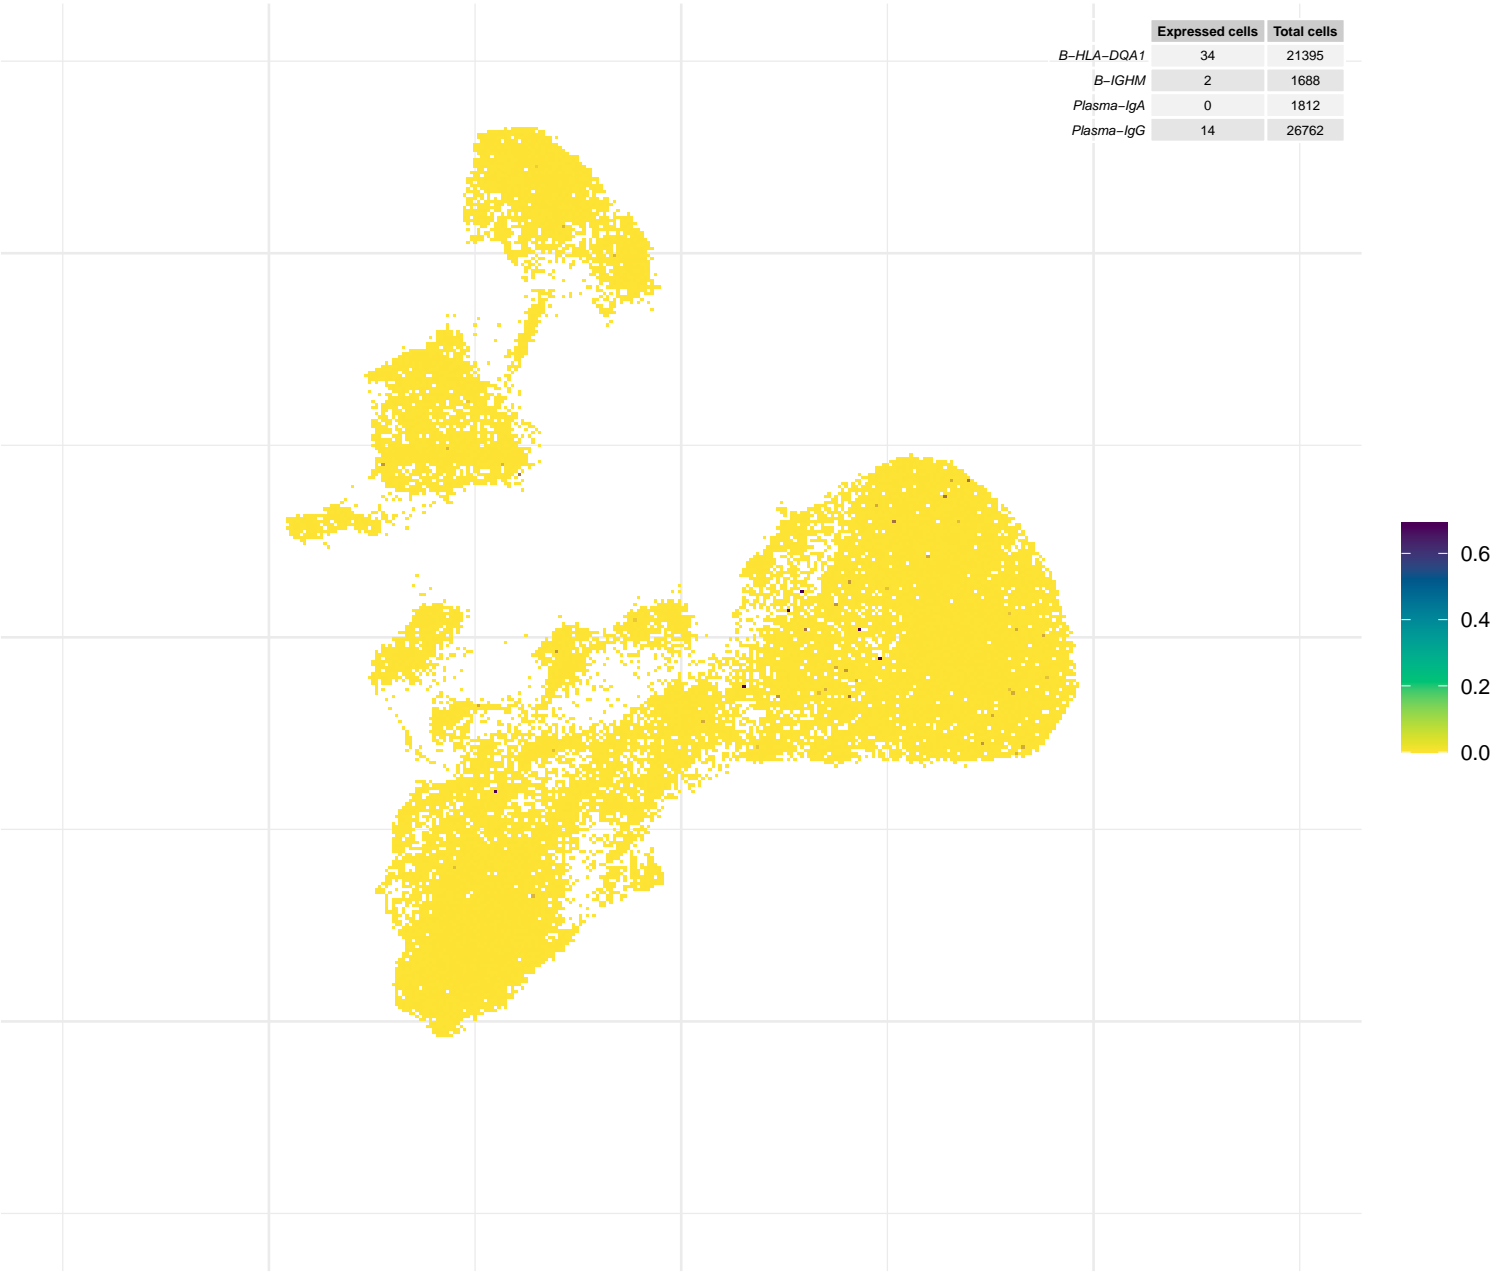 Expressed cells Total cells
B−HLA−DQA1 34 21395
B−IGHM 2 1688
Plasma−IgA 0 1812
Plasma−IgG 14 26762
0.6
0.4
0.2
0.0